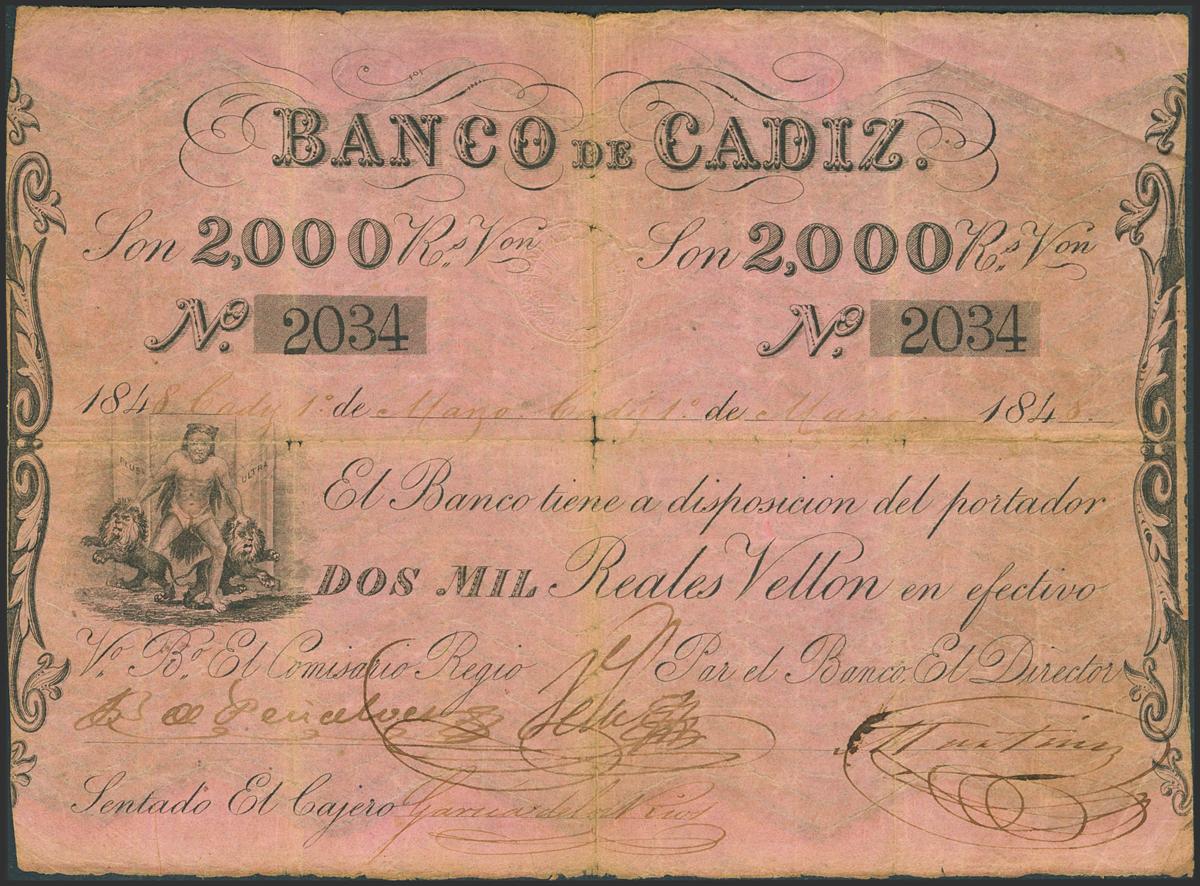 BANCO DE CADIZ.
Son 2,000 Rs. Von Son 2,000 Rs. Von
No. 2034 No. 2034
1848 Cadiz 1º de Marzo Cadiz 1º de Marzo 1848.
PLUS ULTRA
El Banco tiene a disposicion del portador
DOS MIL Reales Vellon en efectivo
Vo. Bo. El Comisario Regio Par el Banco, El Director
Sentado El Cajero